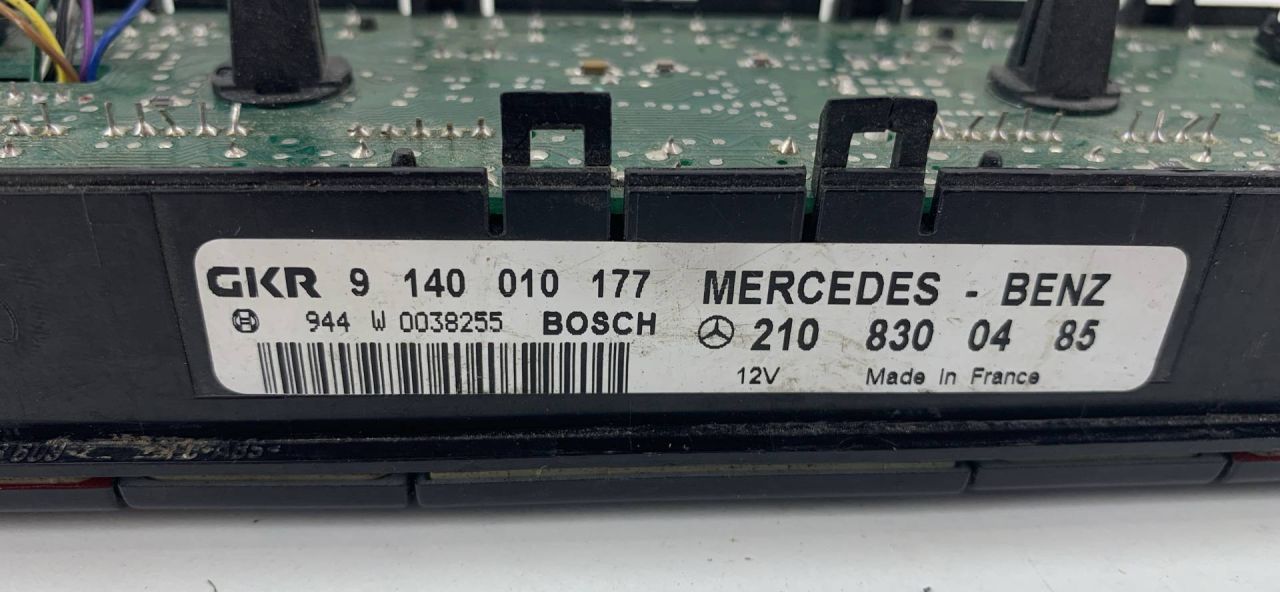 GKR 9 140 010 177
944 W 0038255 BOSCH
MERCEDES - BENZ
210 830 04 85
12V Made In France